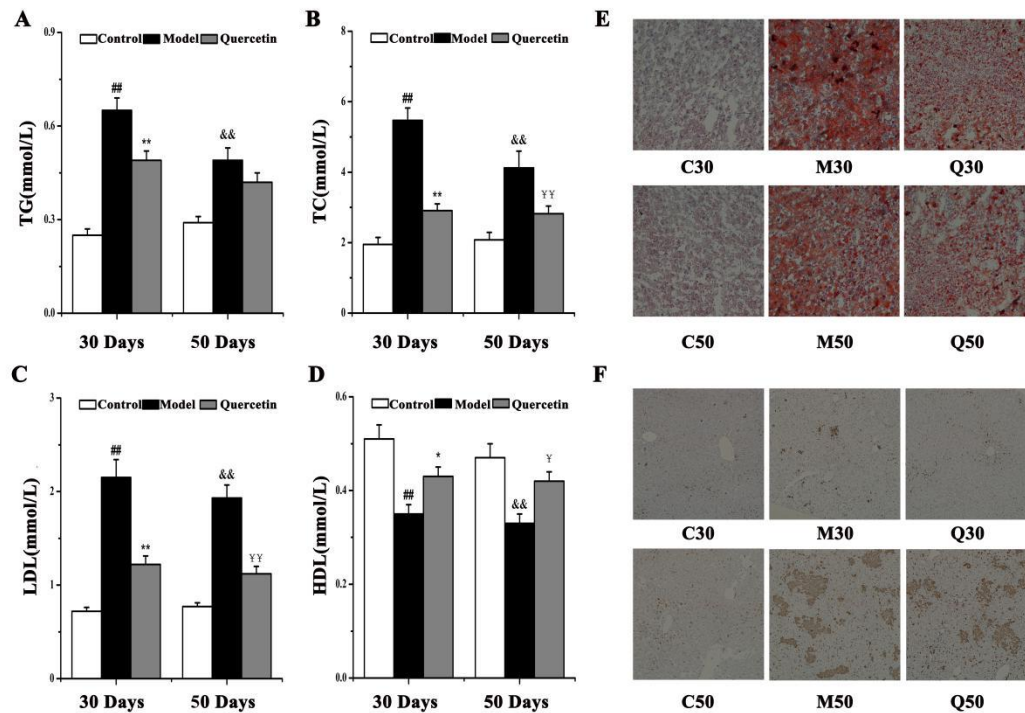 A
TG(mmol/L)
0.9
0.6
0.3
0.0
Control Model Quercetin
##
**
&&
30 Days 50 Days
B
TC(mmol/L)
8
6
4
2
0
Control Model Quercetin
##
**
&&
¥¥
30 Days 50 Days
C
LDL(mmol/L)
3
2
1
0
Control Model Quercetin
##
**
&&
¥¥
30 Days 50 Days
D
HDL(mmol/L)
0.6
0.4
0.2
0.0
Control Model Quercetin
##
*
&&
¥
30 Days 50 Days
E
C30 M30 Q30
C50 M50 Q50
F
C30 M30 Q30
C50 M50 Q50